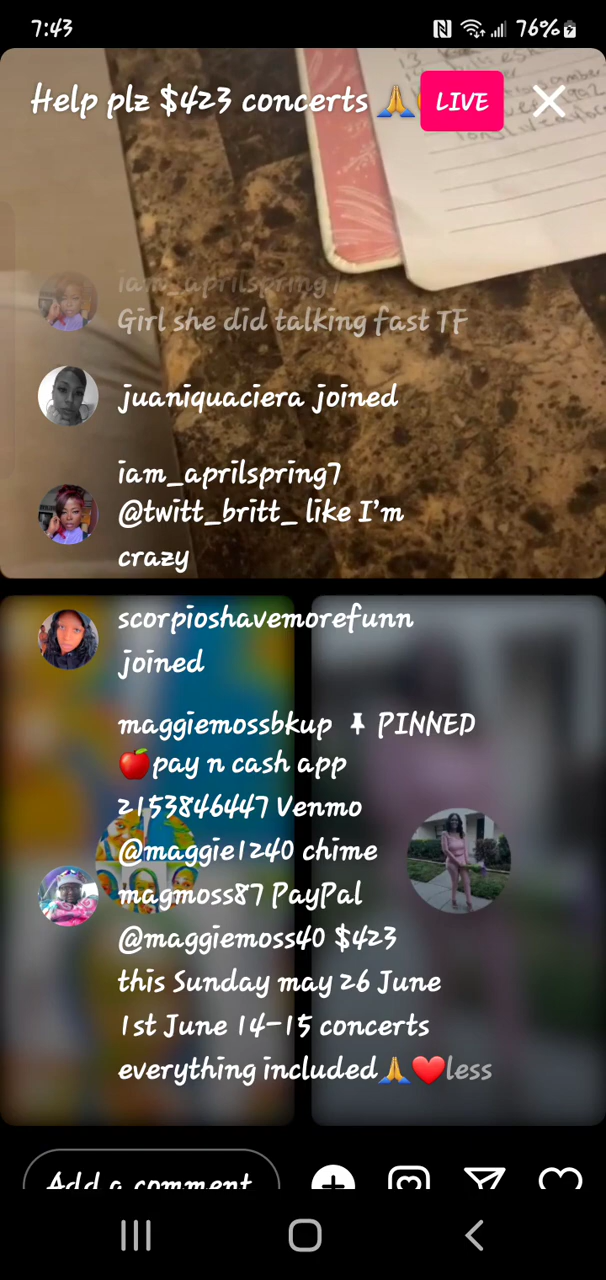 7:43
76%
Help plz $423 concerts 🙏
LIVE
iam_aprilspring7
Girl she did talking fast TF
juaniquaciera joined
iam_aprilspring7
@twitt_britt_ like I'm
crazy
scorpioshavemorefunn
joined
maggiemossbkup 📌 PINNED
🍎pay n cash app
2153846447 Venmo
@maggie1240 chime
magmoss87 PayPal
@maggiemoss40 $423
this Sunday may 26 June
1st June 14-15 concerts
everything included🙏❤️less
Add a comment